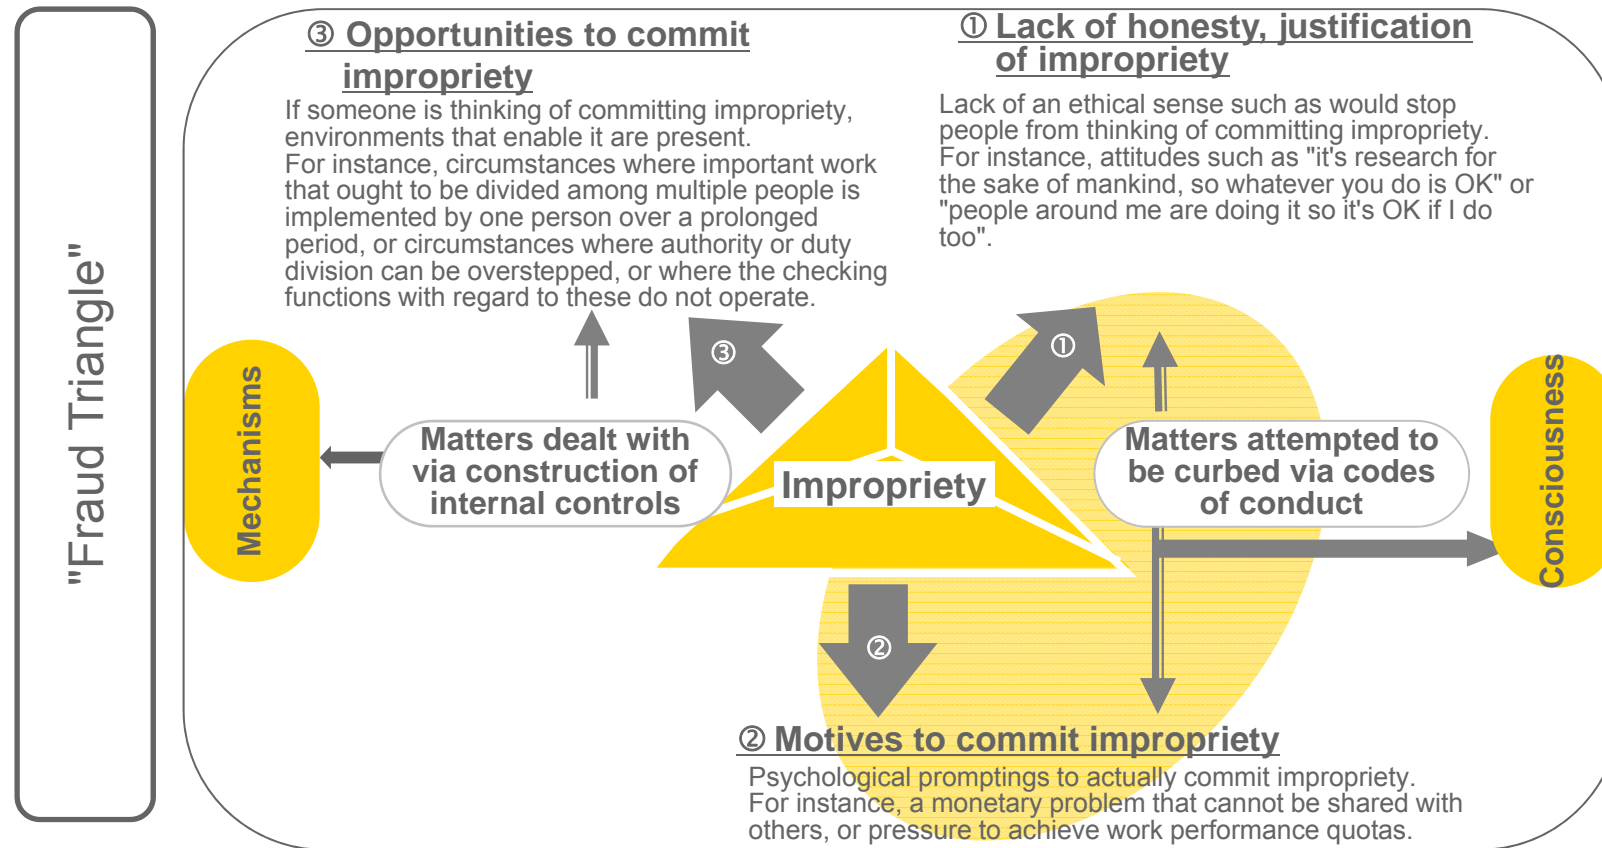 "Fraud Triangle"
③ Opportunities to commit
impropriety
If someone is thinking of committing impropriety,
environments that enable it are present.
For instance, circumstances where important work
that ought to be divided among multiple people is
implemented by one person over a prolonged
period, or circumstances where authority or duty
division can be overstepped, or where the checking
functions with regard to these do not operate.
① Lack of honesty, justification
of impropriety
Lack of an ethical sense such as would stop
people from thinking of committing impropriety.
For instance, attitudes such as "it's research for
the sake of mankind, so whatever you do is OK" or
"people around me are doing it so it's OK if I do
too".
③
①
Mechanisms
Matters dealt with
via construction of
internal controls
Impropriety
Matters attempted to
be curbed via codes
of conduct
Consciousness
②
② Motives to commit impropriety
Psychological promptings to actually commit impropriety.
For instance, a monetary problem that cannot be shared with
others, or pressure to achieve work performance quotas.